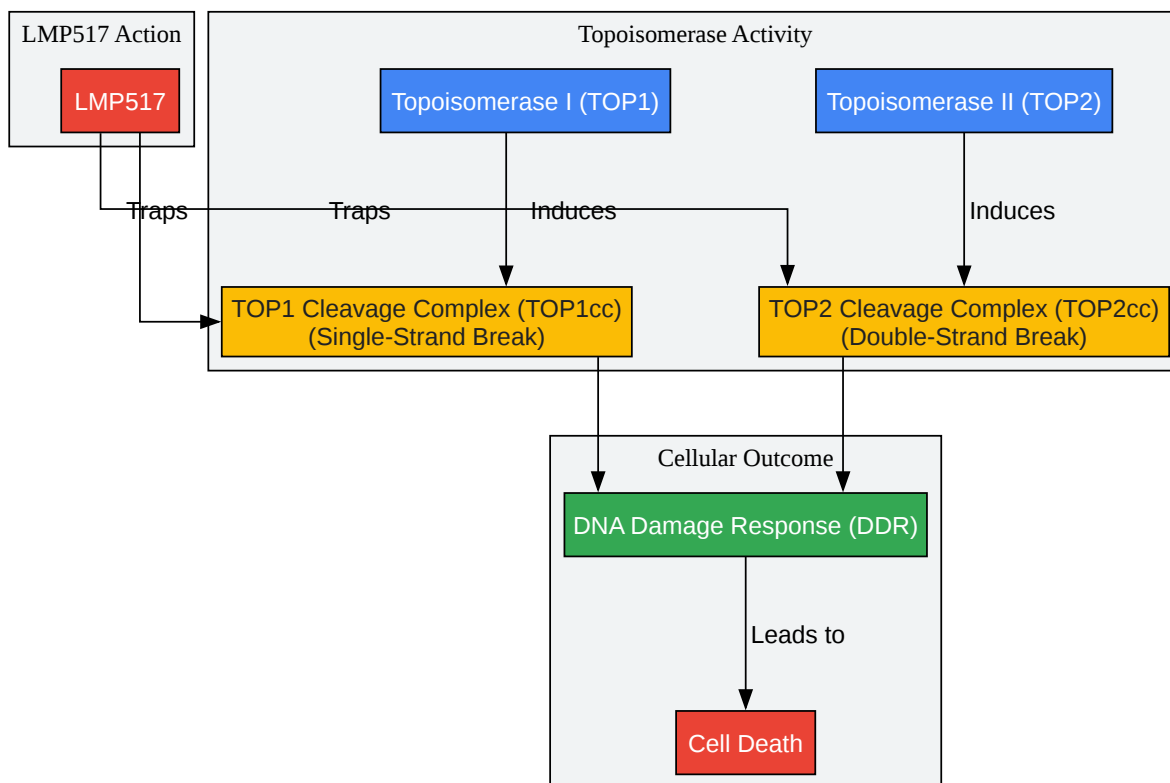 LMP517 Action
Topoisomerase Activity
LMP517
Topoisomerase I (TOP1)
Topoisomerase II (TOP2)
Traps
Traps
Induces
Induces
TOP1 Cleavage Complex (TOP1cc)
(Single-Strand Break)
TOP2 Cleavage Complex (TOP2cc)
(Double-Strand Break)
Cellular Outcome
DNA Damage Response (DDR)
Leads to
Cell Death